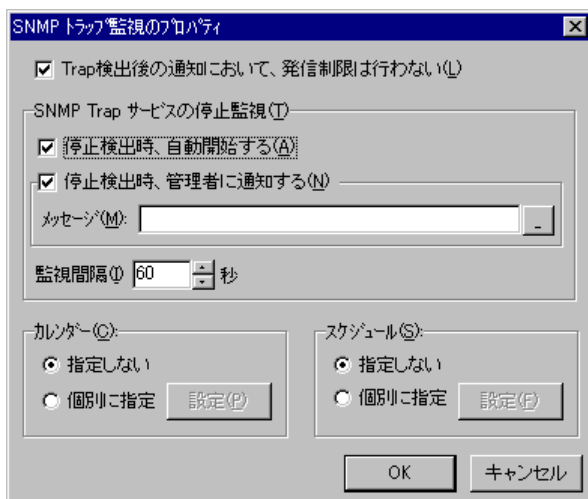 SNMP トラップ監視のプロパティ
Trap検出後の通知において、発信制限は行わない(L)
SNMP Trap サービスの停止監視(T)
停止検出時、自動開始する(A)
停止検出時、管理者に通知する(N)
メッセージ(M):
_
監視間隔(I) 60 秒
カレンダー(C):
指定しない
個別に指定 設定(P)
スケジュール(S):
指定しない
個別に指定 設定(F)
OK キャンセル